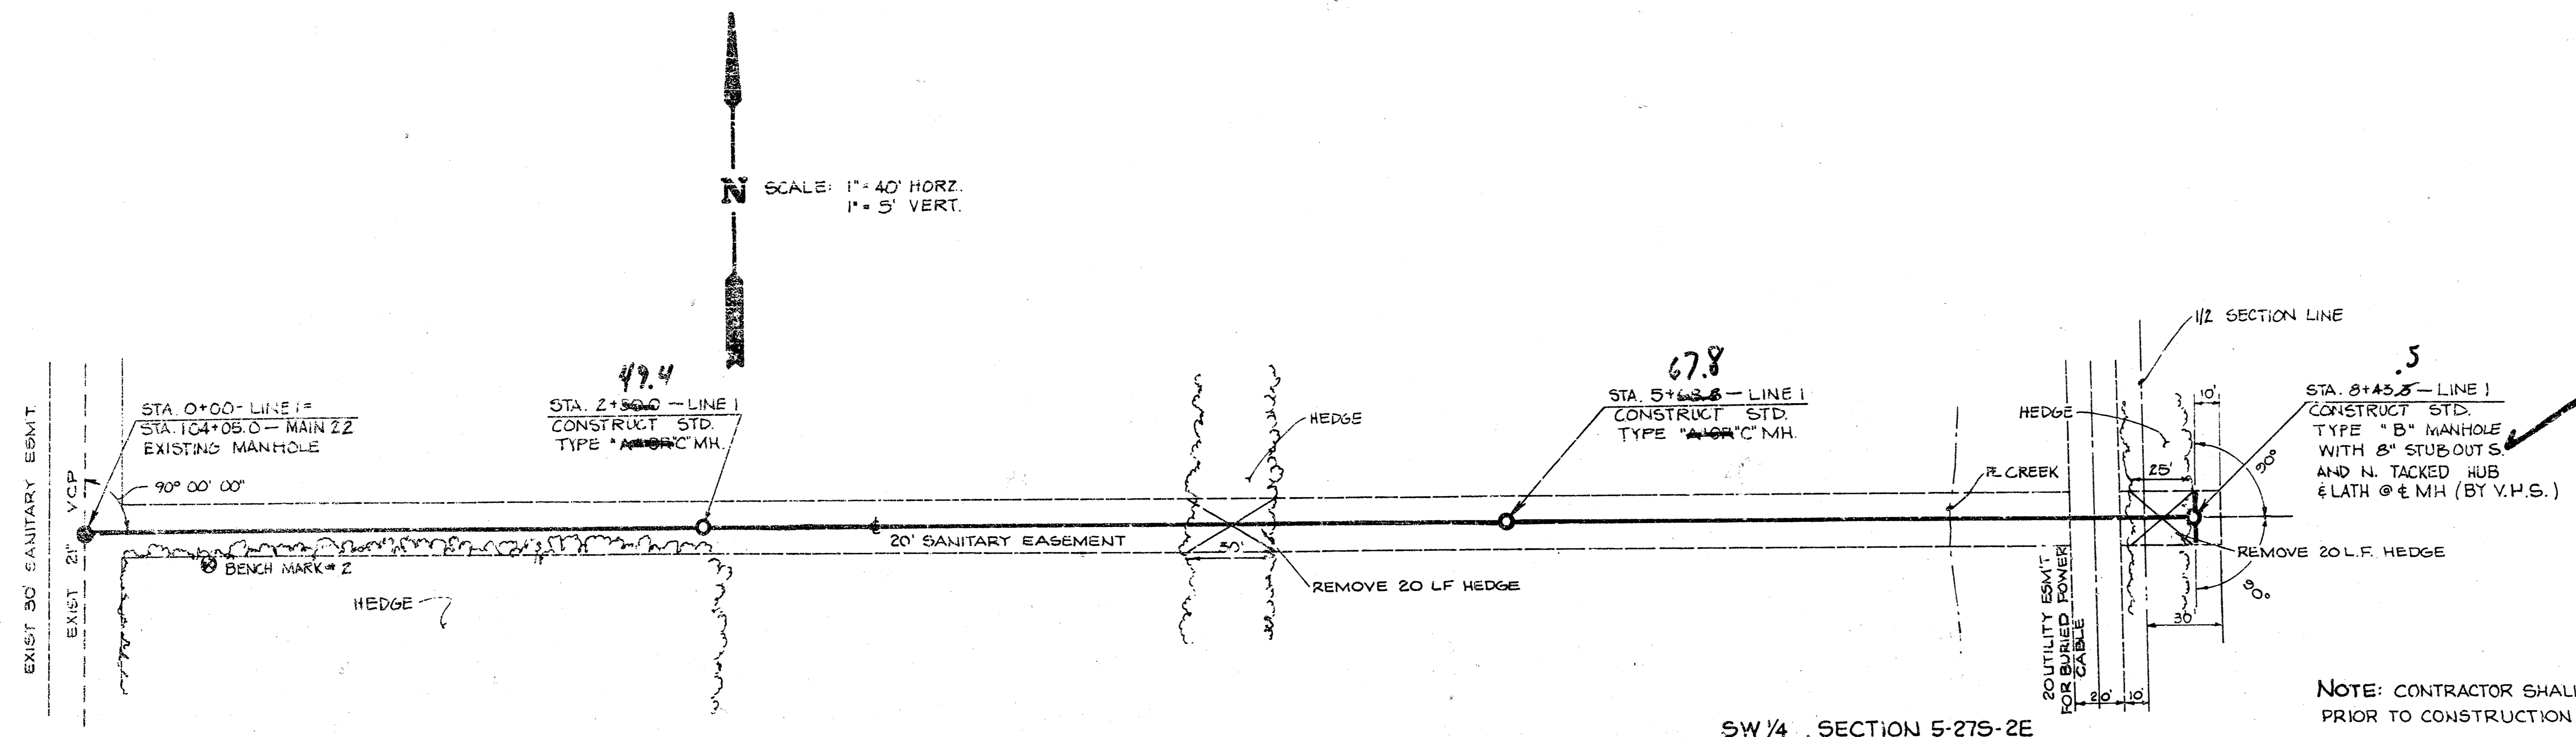 N
SCALE: 1" = 40' HORZ.
1" = 5' VERT.
EXIST 30' SANITARY ESMT.
EXIST 21" VCP
STA. 0+00 - LINE 1 =
STA. 104+05.0 - MAIN 22
EXISTING MANHOLE
90° 00' 00"
BENCH MARK # 2
HEDGE
49.4
STA. 2+50.0 - LINE 1
CONSTRUCT STD.
TYPE "A" OR "C" MH.
℄
20' SANITARY EASEMENT
HEDGE
REMOVE 20 LF HEDGE
67.8
STA. 5+68.8 - LINE 1
CONSTRUCT STD.
TYPE "A" OR "C" MH.
℄ CREEK
20' UTILITY ESM'T
FOR BURIED POWER
CABLE
20'
10'
1/2 SECTION LINE
HEDGE
25'
10'
90°
90°
30'
REMOVE 20 L.F. HEDGE
.5
STA. 8+43.5 - LINE 1
CONSTRUCT STD.
TYPE "B" MANHOLE
WITH 8" STUBOUT S.
AND N. TACKED HUB
& LATH @ ℄ MH (BY V.H.S.)
SW 1/4, SECTION 5-27S-2E
NOTE: CONTRACTOR SHALL
PRIOR TO CONSTRUCTION